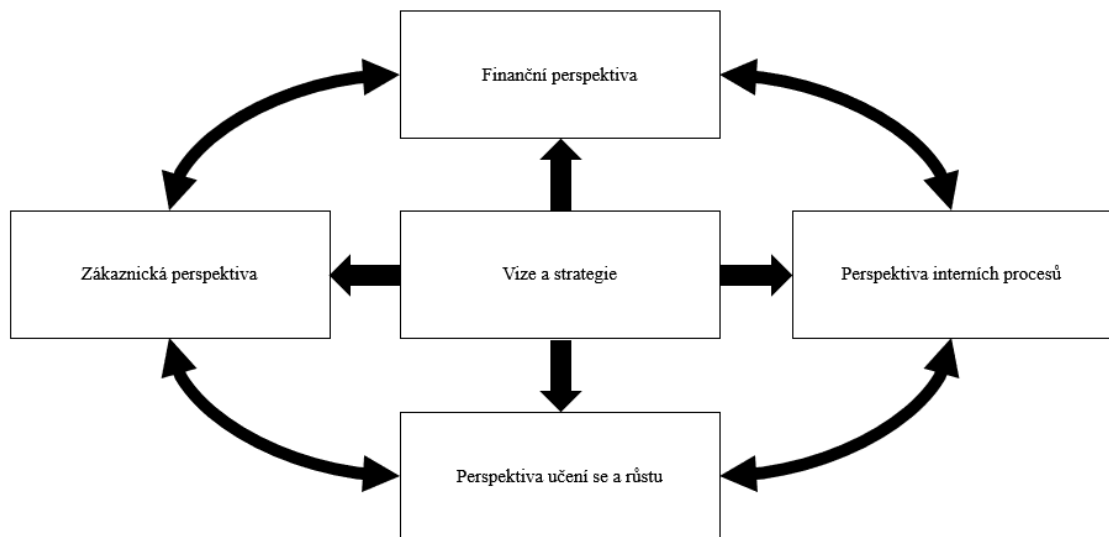 Finanční perspektiva
Zákaznická perspektiva
Vize a strategie
Perspektiva interních procesů
Perspektiva učení se a růstu